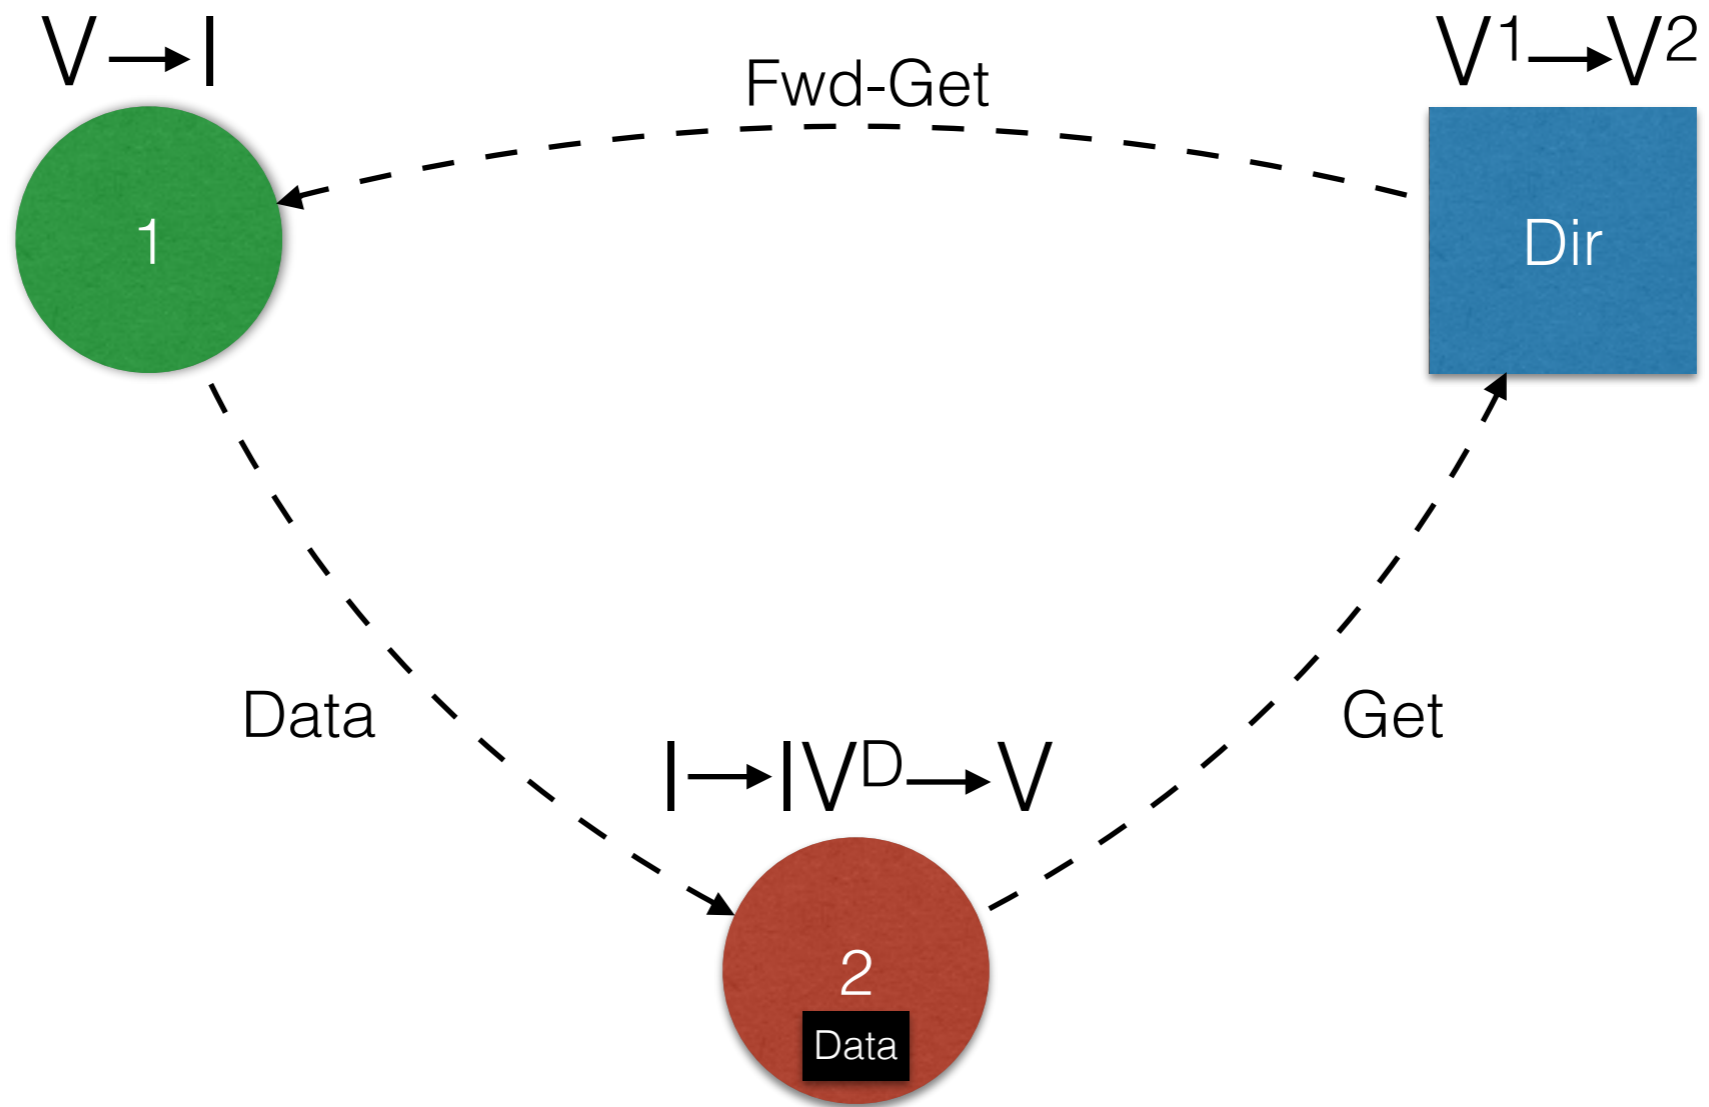 V→I
V¹→V²
Fwd-Get
1
Dir
Data
Get
I→IVᴰ→V
2
Data